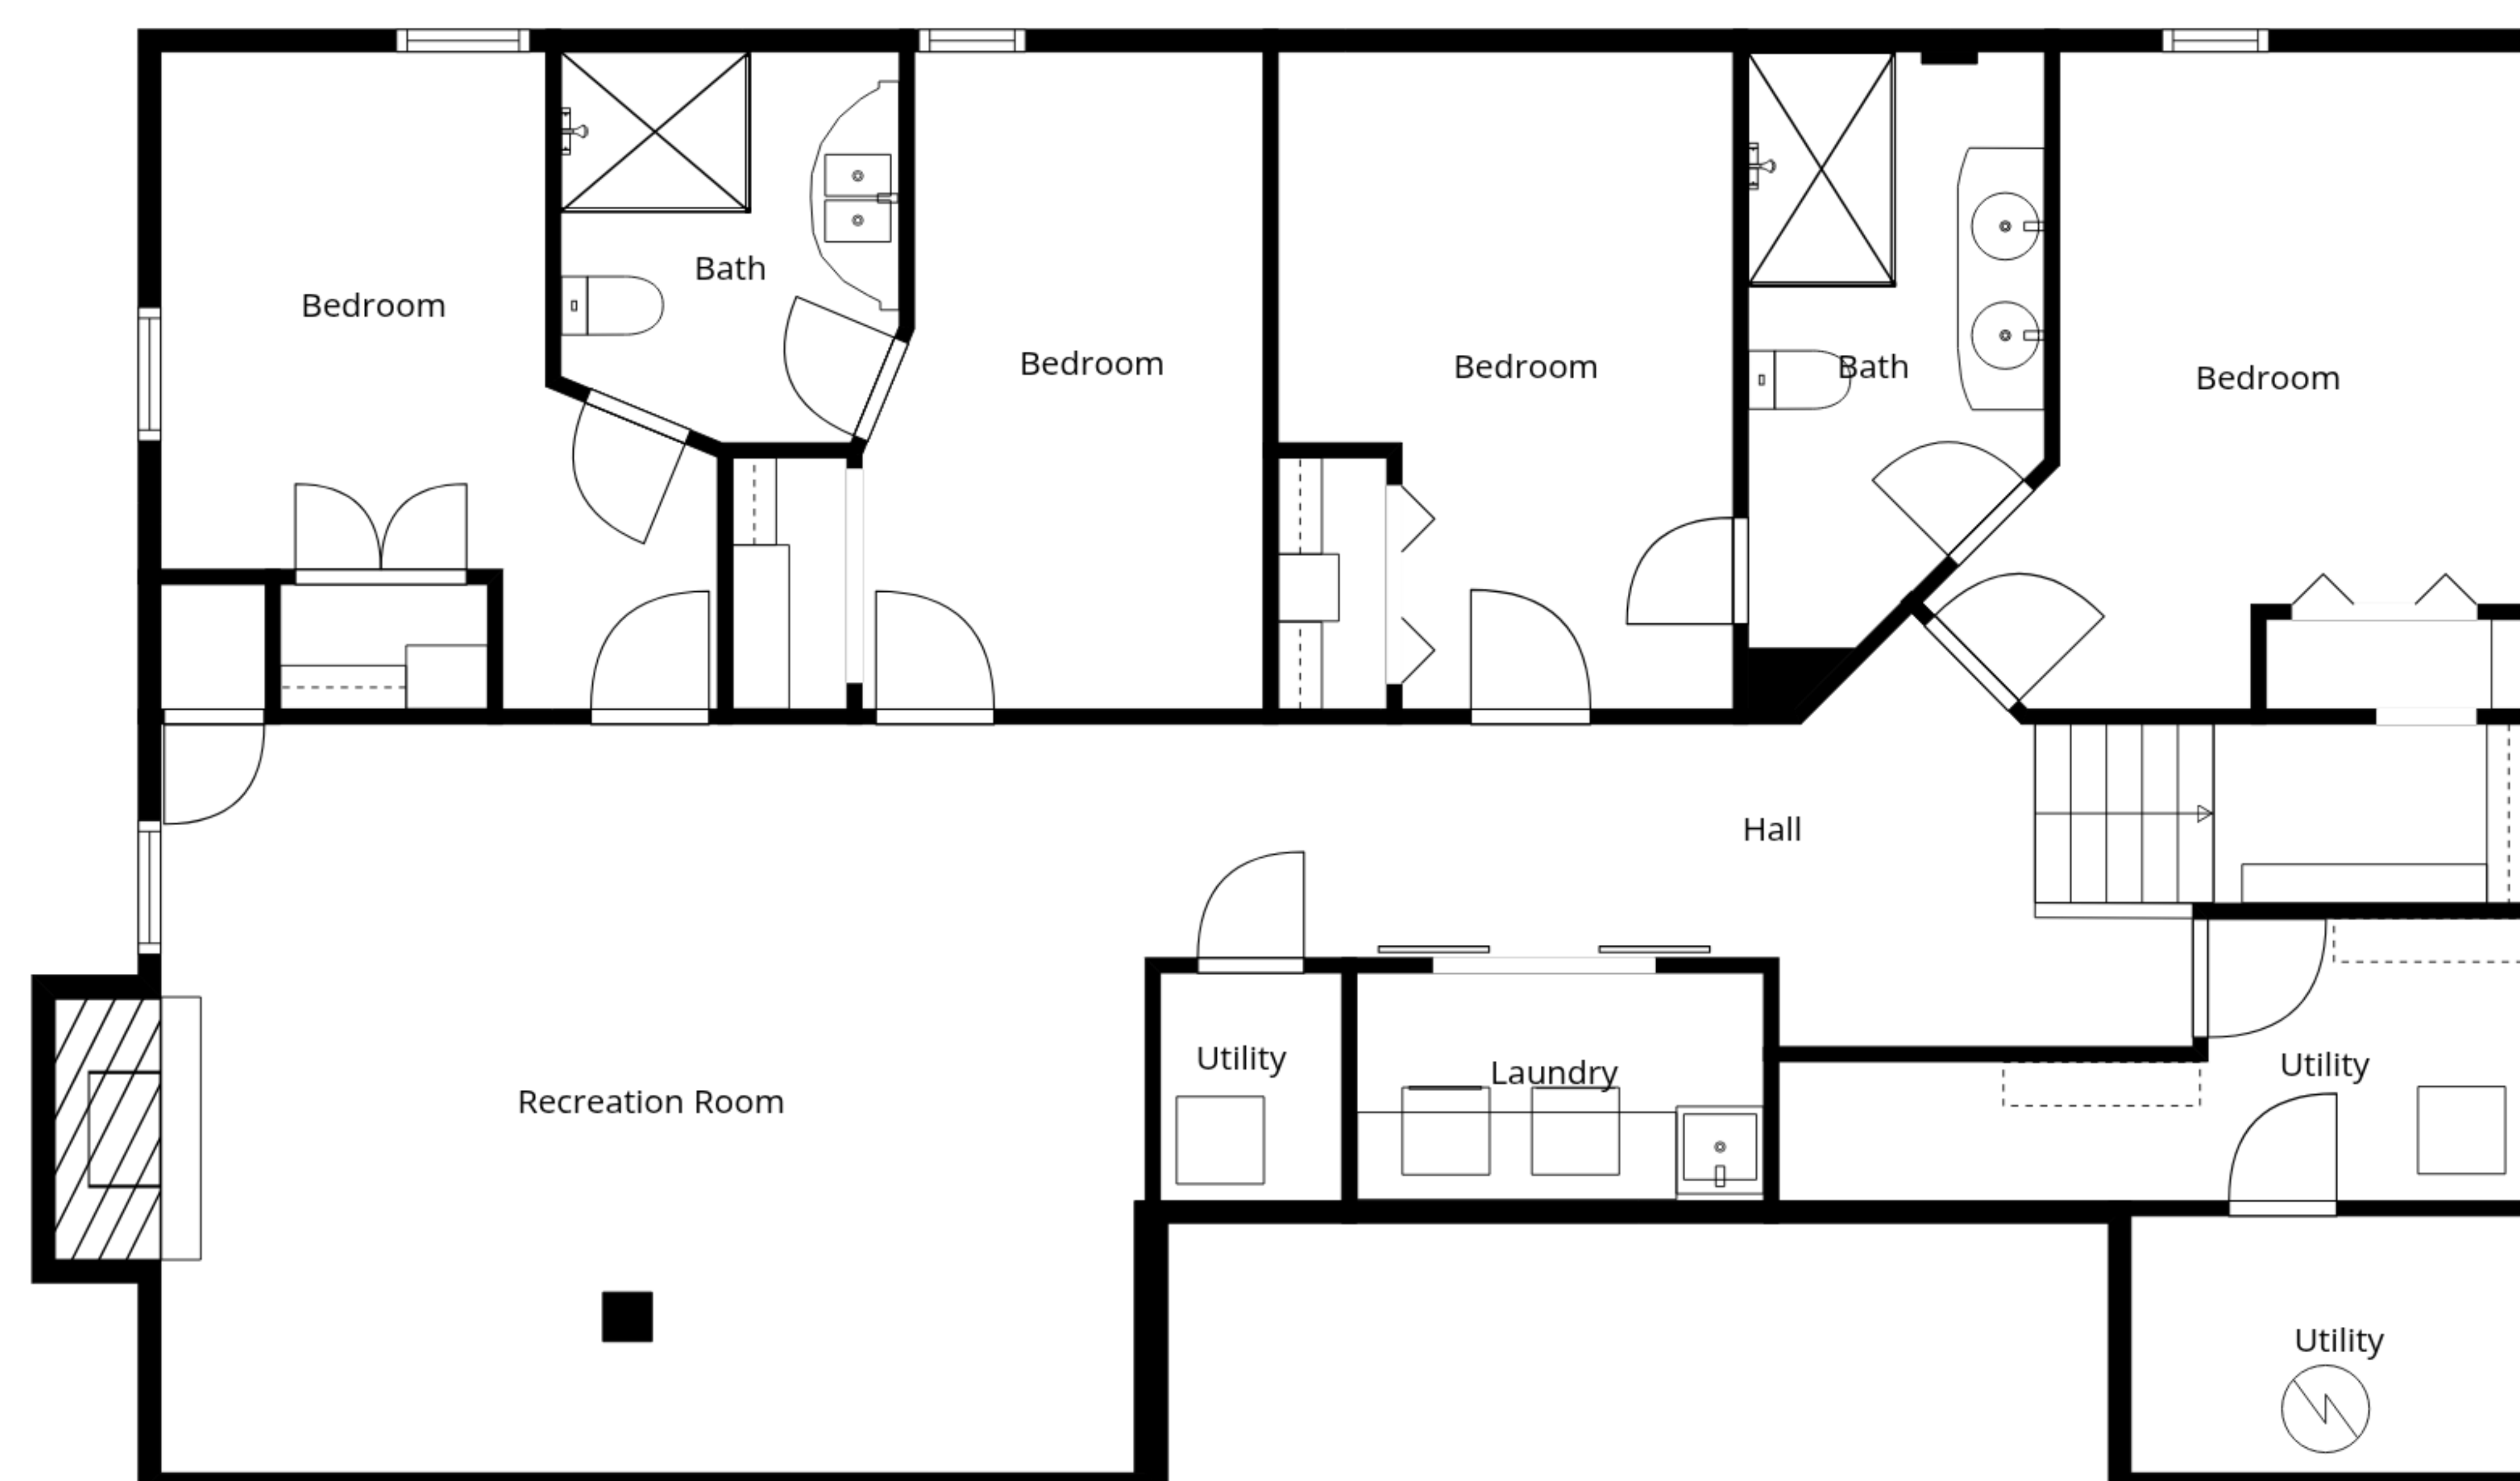 Bath
Bedroom
Bedroom
Bedroom
Bath
Bedroom
Hall
Utility
Laundry
Utility
Recreation Room
Utility